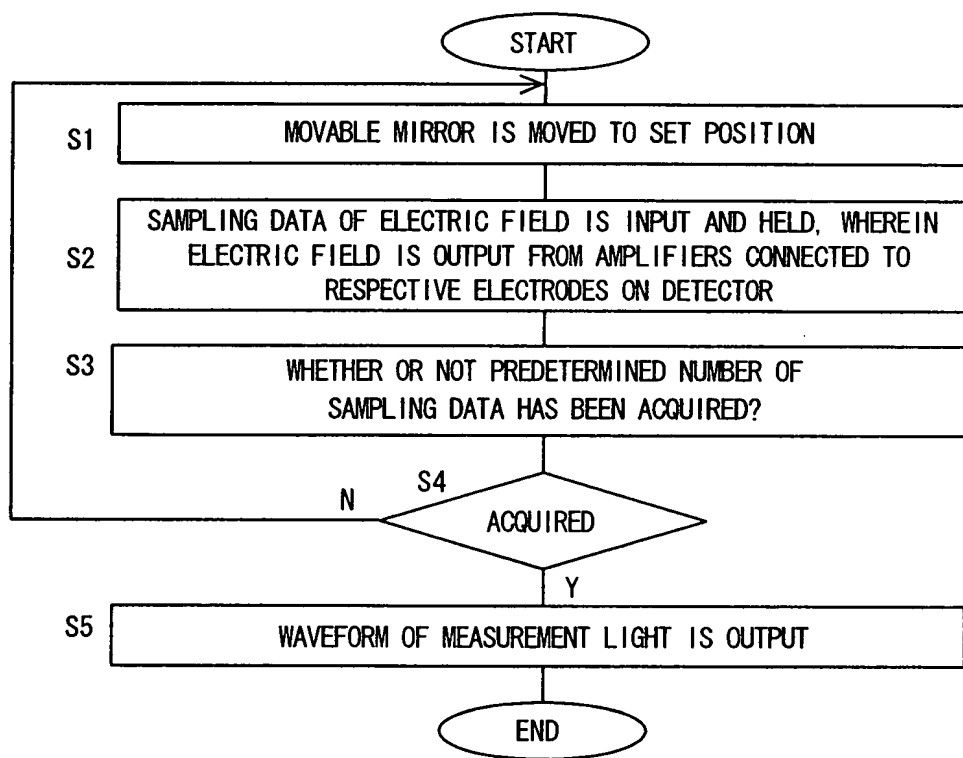 START
S1
MOVABLE MIRROR IS MOVED TO SET POSITION
S2
SAMPLING DATA OF ELECTRIC FIELD IS INPUT AND HELD, WHEREIN
ELECTRIC FIELD IS OUTPUT FROM AMPLIFIERS CONNECTED TO
RESPECTIVE ELECTRODES ON DETECTOR
S3
WHETHER OR NOT PREDETERMINED NUMBER OF
SAMPLING DATA HAS BEEN ACQUIRED?
S4
N
ACQUIRED
Y
S5
WAVEFORM OF MEASUREMENT LIGHT IS OUTPUT
END